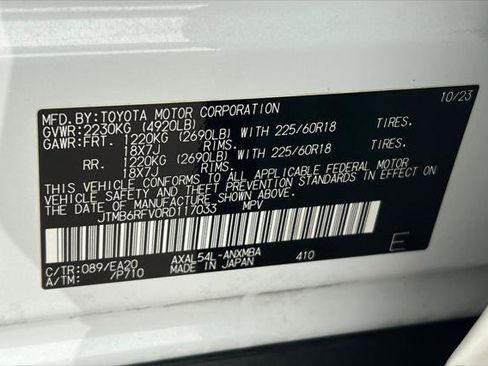 MFD.BY:TOYOTA MOTOR CORPORATION 10/23
GVWR:2230KG (4920LB)
GAWR:FRT. 1220KG (2690LB) WITH 225/60R18 TIRES.
18X7J RIMS.
RR. 1220KG (2690LB) WITH 225/60R18 TIRES.
18X7J RIMS.
THIS VEHICLE CONFORMS TO ALL APPLICABLE FEDERAL MOTOR
VEHICLE SAFETY AND THEFT PREVENTION STANDARDS IN EFFECT ON
THE DATE OF MANUFACTURE SHOWN ABOVE.
JTMB6RFV0RD117033 MPV
C/TR:089/EA20 AXAL54L-ANXMBA 410 E
A/TM: /P710 MADE IN JAPAN